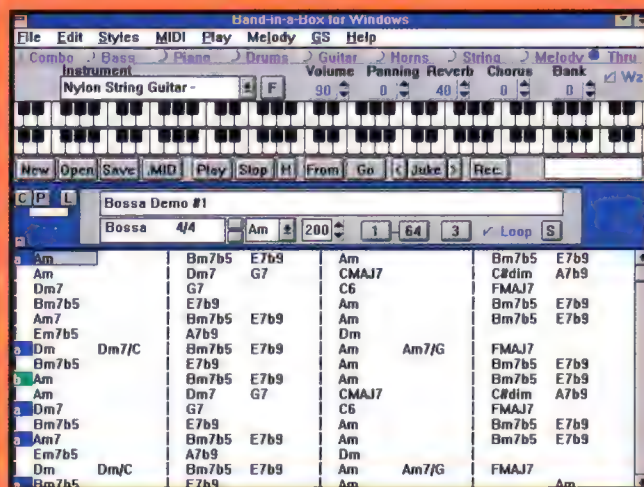 Band-in-a-Box for Windows
File Edit Styles MIDI Play Melody GS Help
Combo Bass Piano Drums Guitar Horns String Melody Thru
Instrument Volume Panning Reverb Chorus Bank
Nylon String Guitar - F 90 0 40 0 0
New Open Save .MID Play Stop H From Go < Juke > Rec.
C P L Bossa Demo #1
Bossa 4/4 Am 200 1 - 64 3 Loop S
a Am Bm7b5 E7b9 Am Bm7b5 E7b9
Am Dm7 G7 CMAJ7 C#dim A7b9
Dm7 G7 C6 FMAJ7
Bm7b5 E7b9 Am Bm7b5 E7b9
Am7 Bm7b5 E7b9 Am Bm7b5 E7b9
Em7b5 A7b9 Dm
a Dm Dm7/C Bm7b5 E7b9 Am Am7/G FMAJ7
Bm7b5 E7b9 Am Bm7b5 E7b9
b Am Bm7b5 E7b9 Am Bm7b5 E7b9
Am Dm7 G7 CMAJ7 C#dim A7b9
a Dm7 G7 C6 FMAJ7
Bm7b5 E7b9 Am Bm7b5 E7b9
a Am7 Bm7b5 E7b9 Am Bm7b5 E7b9
Em7b5 A7b9 Dm
Dm Dm/C Bm7b5 E7b9 Am Am7/G FMAJ7
a Bm7b5 E7b9 Am Am